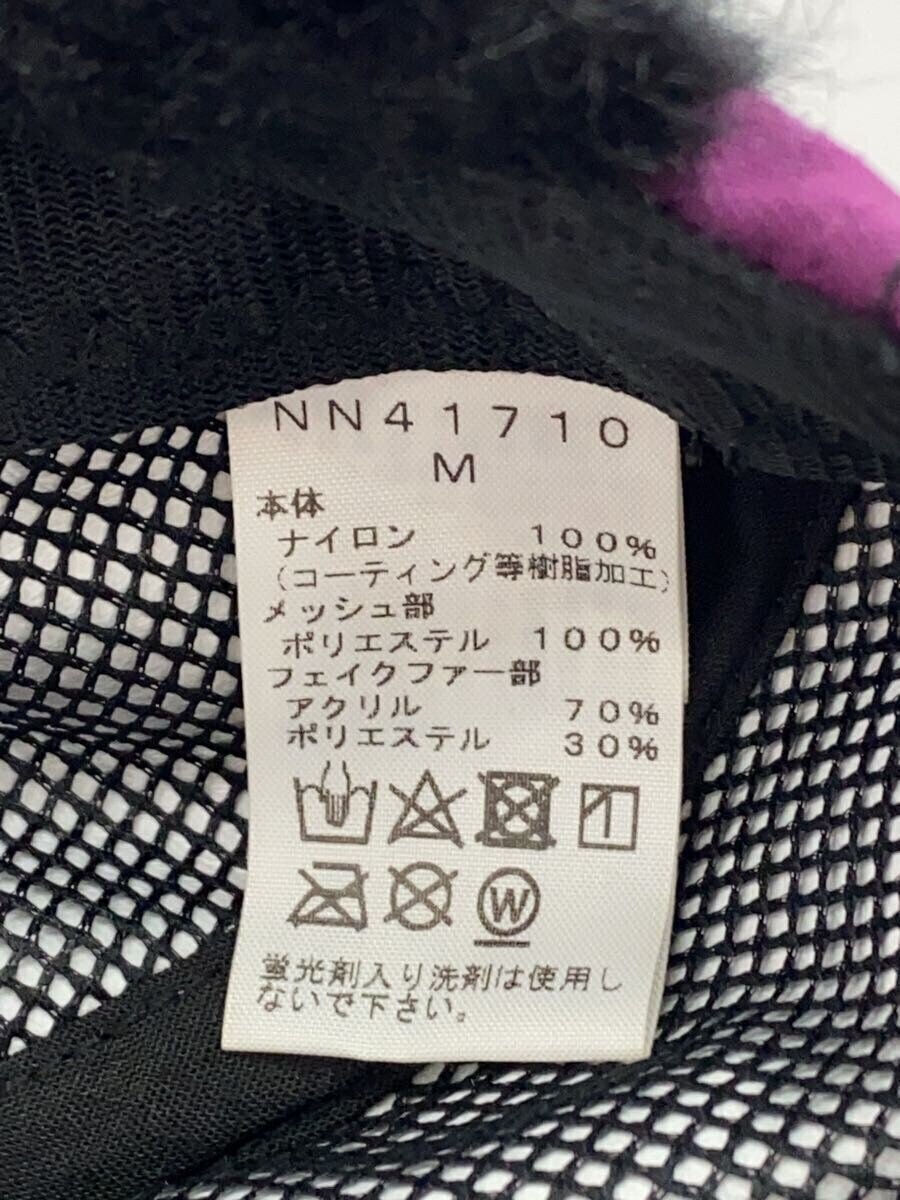 NN41710
M
本体
ナイロン 100%
(コーティング等樹脂加工)
メッシュ部
ポリエステル 100%
フェイクファー部
アクリル 70%
ポリエステル 30%
W
蛍光剤入り洗剤は使用し
ないで下さい。